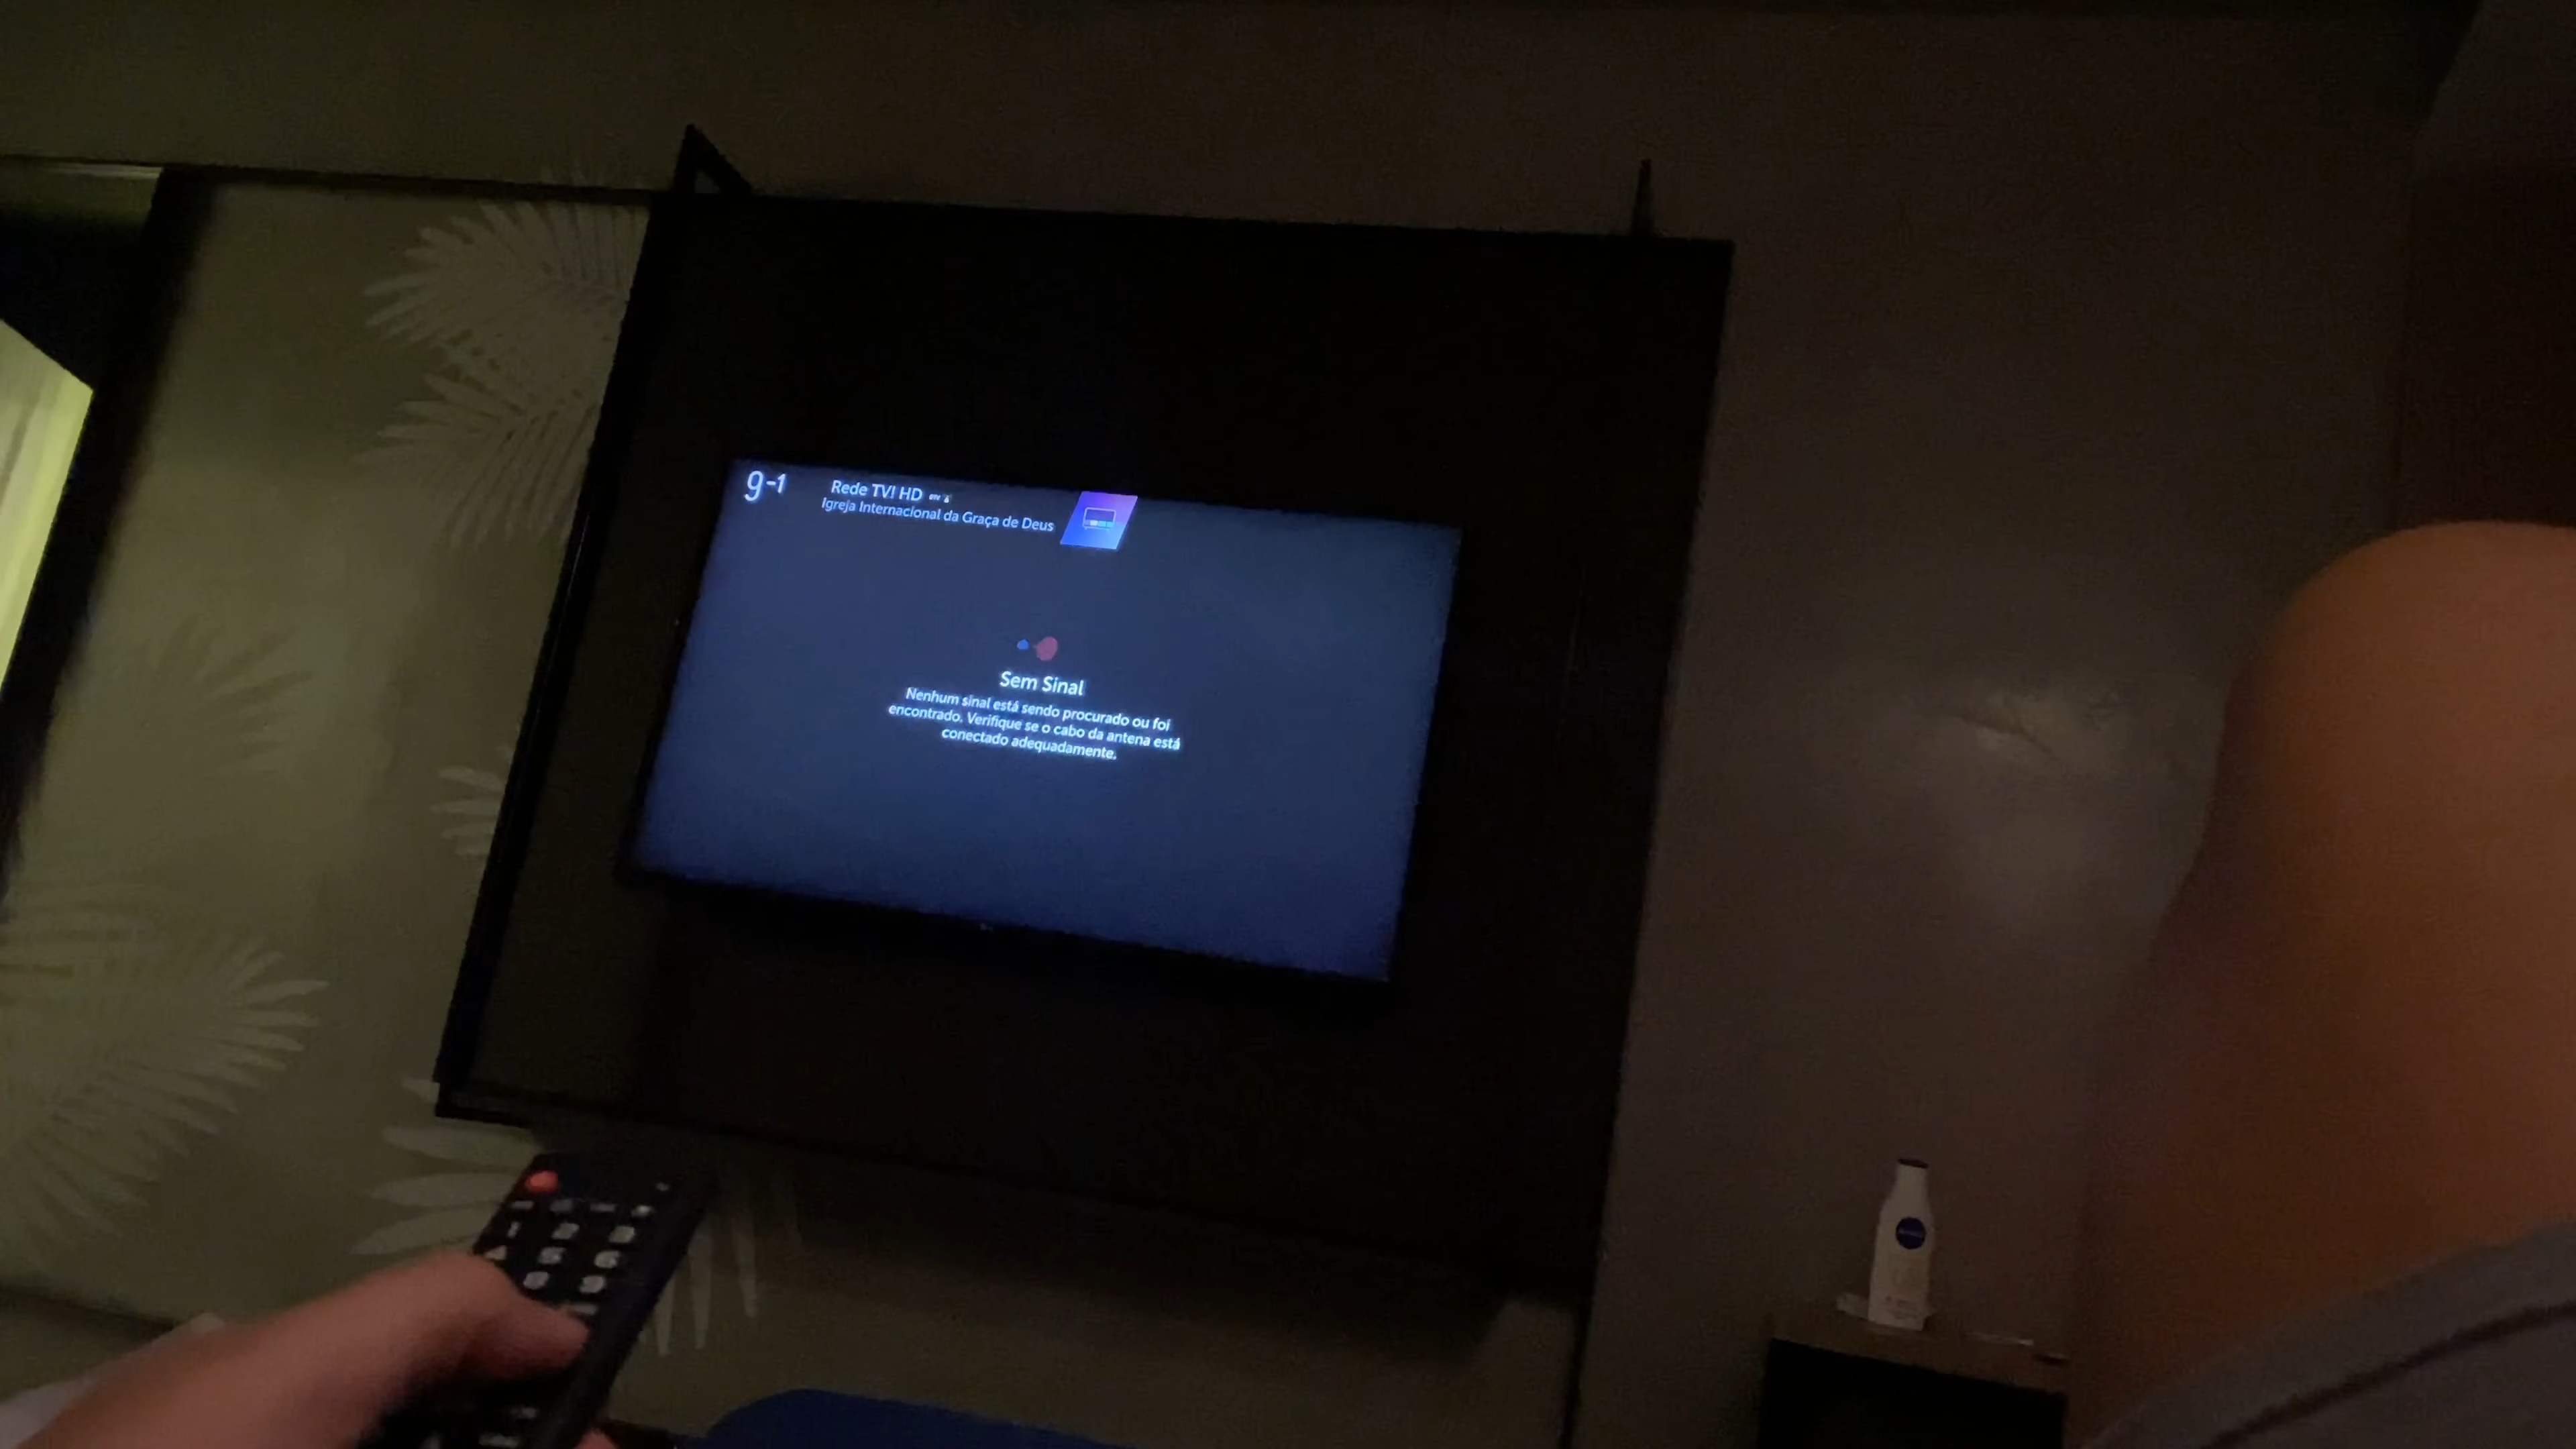 9-1
Rede TV! HD DTV
Igreja Internacional da Graça de Deus
Sem Sinal
Nenhum sinal está sendo procurado ou foi
encontrado. Verifique se o cabo da antena está
conectado adequadamente.